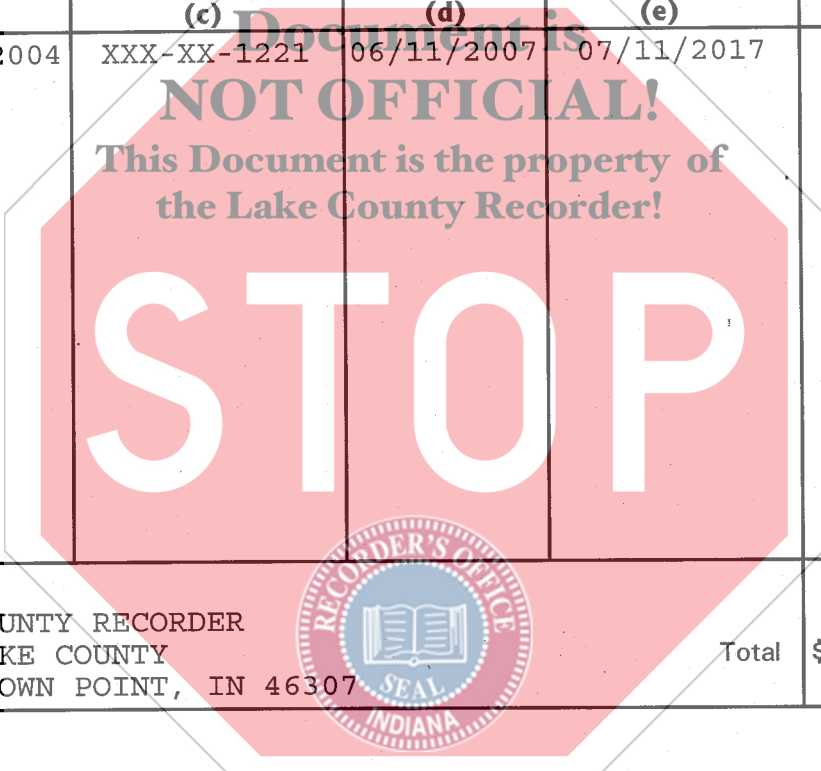 (c) (d) (e)
Document is
2004 XXX-XX-1221 06/11/2007 07/11/2017
NOT OFFICIAL!
This Document is the property of
the Lake County Recorder!
STOP
RECORDER'S OFFICE
SEAL
INDIANA
UNTY RECORDER
KE COUNTY Total $
OWN POINT, IN 46307